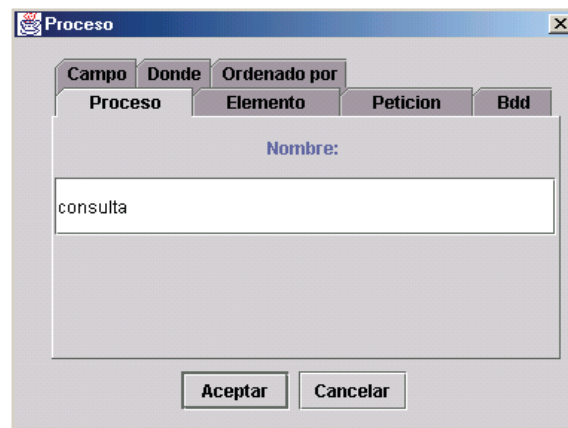 Proceso
Campo Donde Ordenado por
Proceso Elemento Peticion Bdd
Nombre:
consulta
Aceptar Cancelar